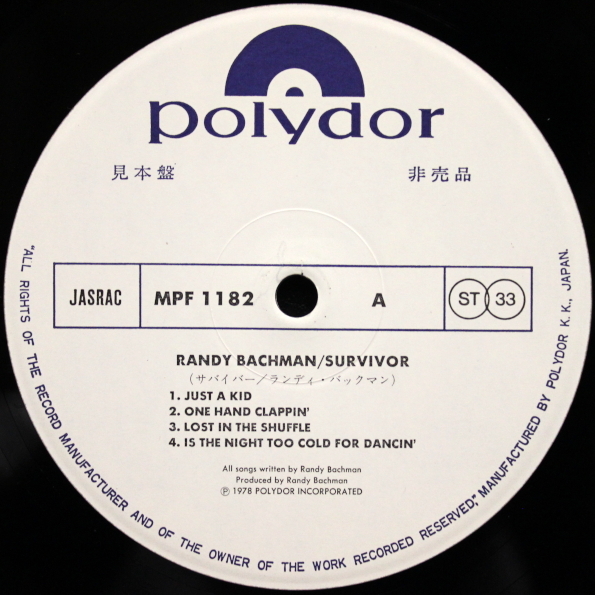 polydor
見本盤 非売品
JASRAC MPF 1182 A ST 33
RANDY BACHMAN/SURVIVOR
(サバイバー/ランディ・バックマン)
1. JUST A KID
2. ONE HAND CLAPPIN'
3. LOST IN THE SHUFFLE
4. IS THE NIGHT TOO COLD FOR DANCIN'
All songs written by Randy Bachman
Produced by Randy Bachman
Ⓟ 1978 POLYDOR INCORPORATED
"ALL RIGHTS OF THE RECORD MANUFACTURER AND OF THE OWNER OF THE WORK RECORDED RESERVED," MANUFACTURED BY POLYDOR K. K., JAPAN.